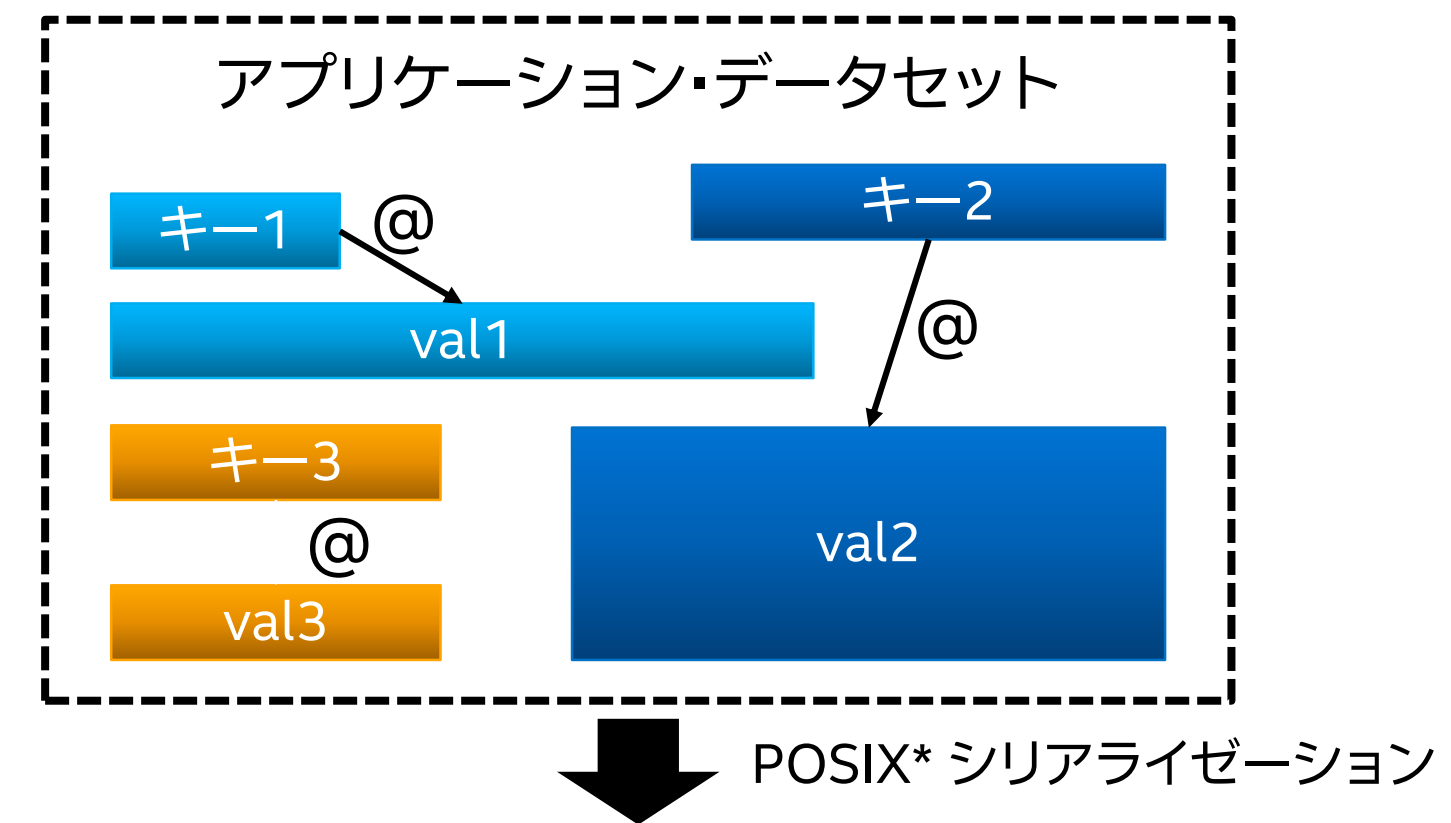 アプリケーション・データセット
キー1
@
キー2
val1
@
キー3
@
val2
val3
POSIX* シリアライゼーション